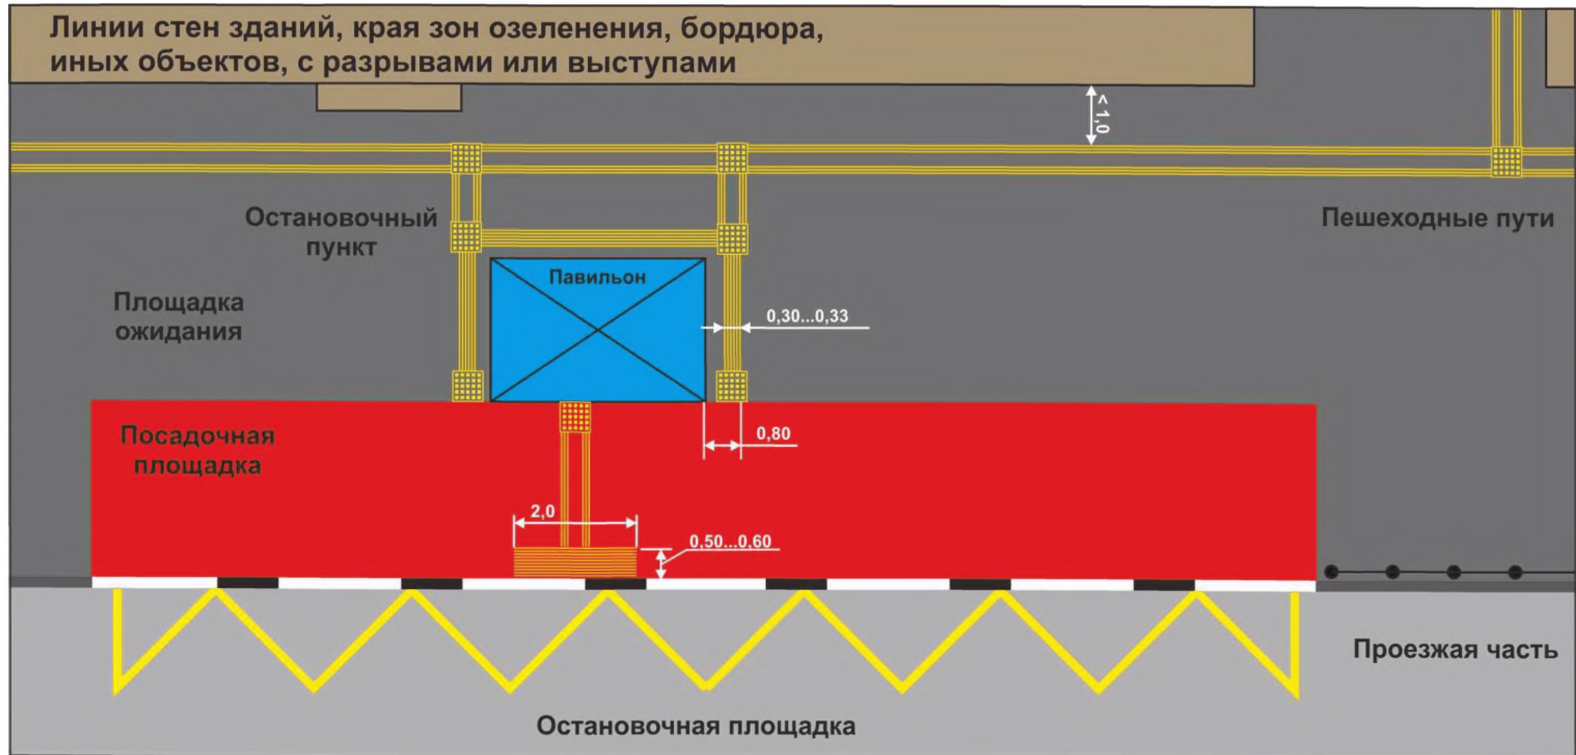 Линии стен зданий, края зон озеленения, бордюра,
иных объектов, с разрывами или выступами
< 1,0
Остановочный
пункт
Пешеходные пути
Павильон
Площадка
ожидания
0,30...0,33
Посадочная
площадка
0,80
2,0
0,50...0,60
Проезжая часть
Остановочная площадка